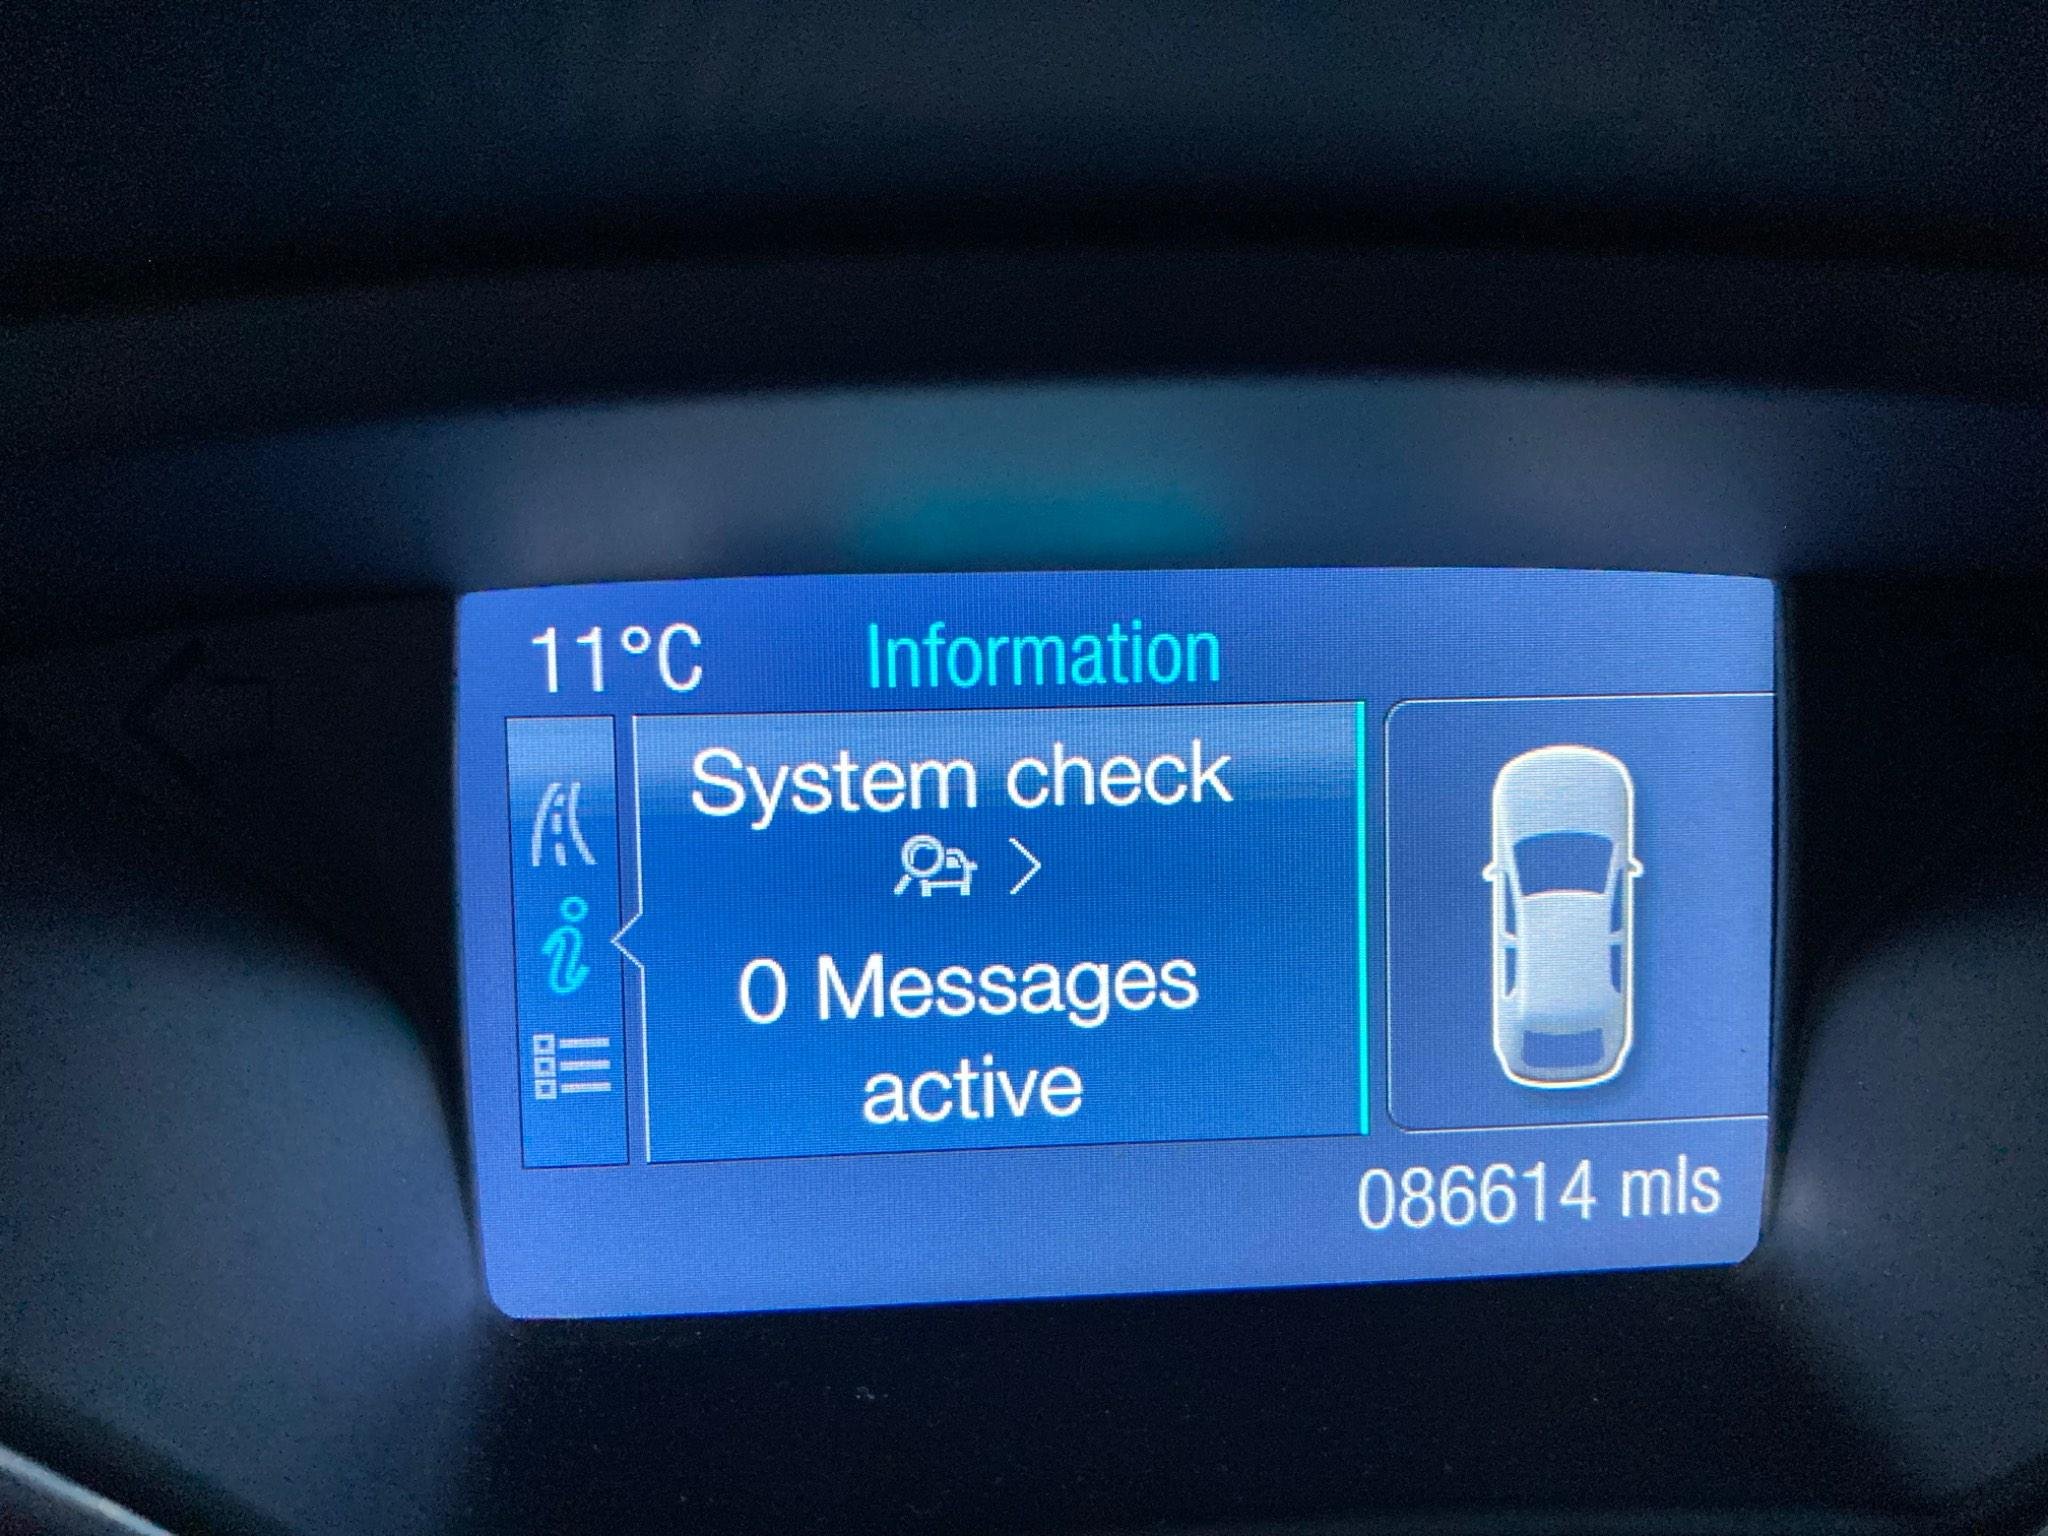 11°C Information
System check
0 Messages
active
086614 mls